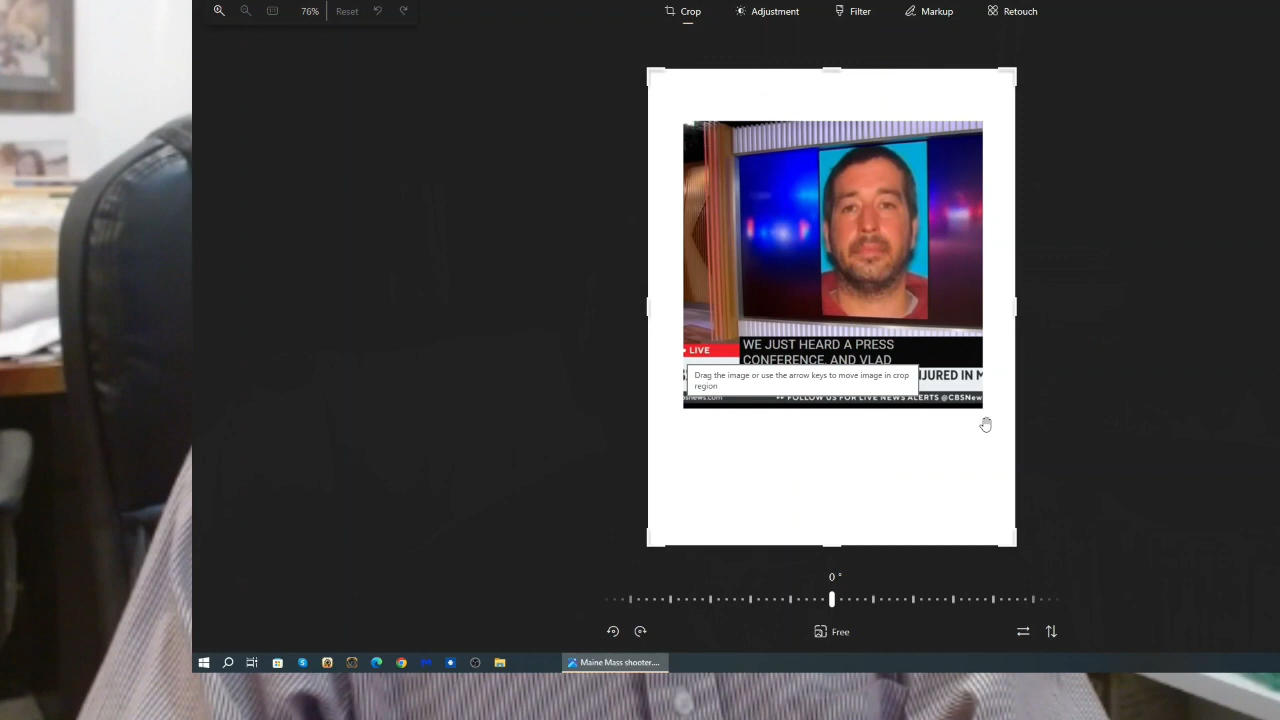 76%
Reset
Crop
Adjustment
Filter
Markup
Retouch
LIVE
WE JUST HEARD A PRESS
CONFERENCE, AND VLAD
Drag the image or use the arrow keys to move image in crop
region
NJURED IN M
FOLLOW US FOR LIVE NEWS ALERTS @CBSNew
0 °
Free
Maine Mass shooter....